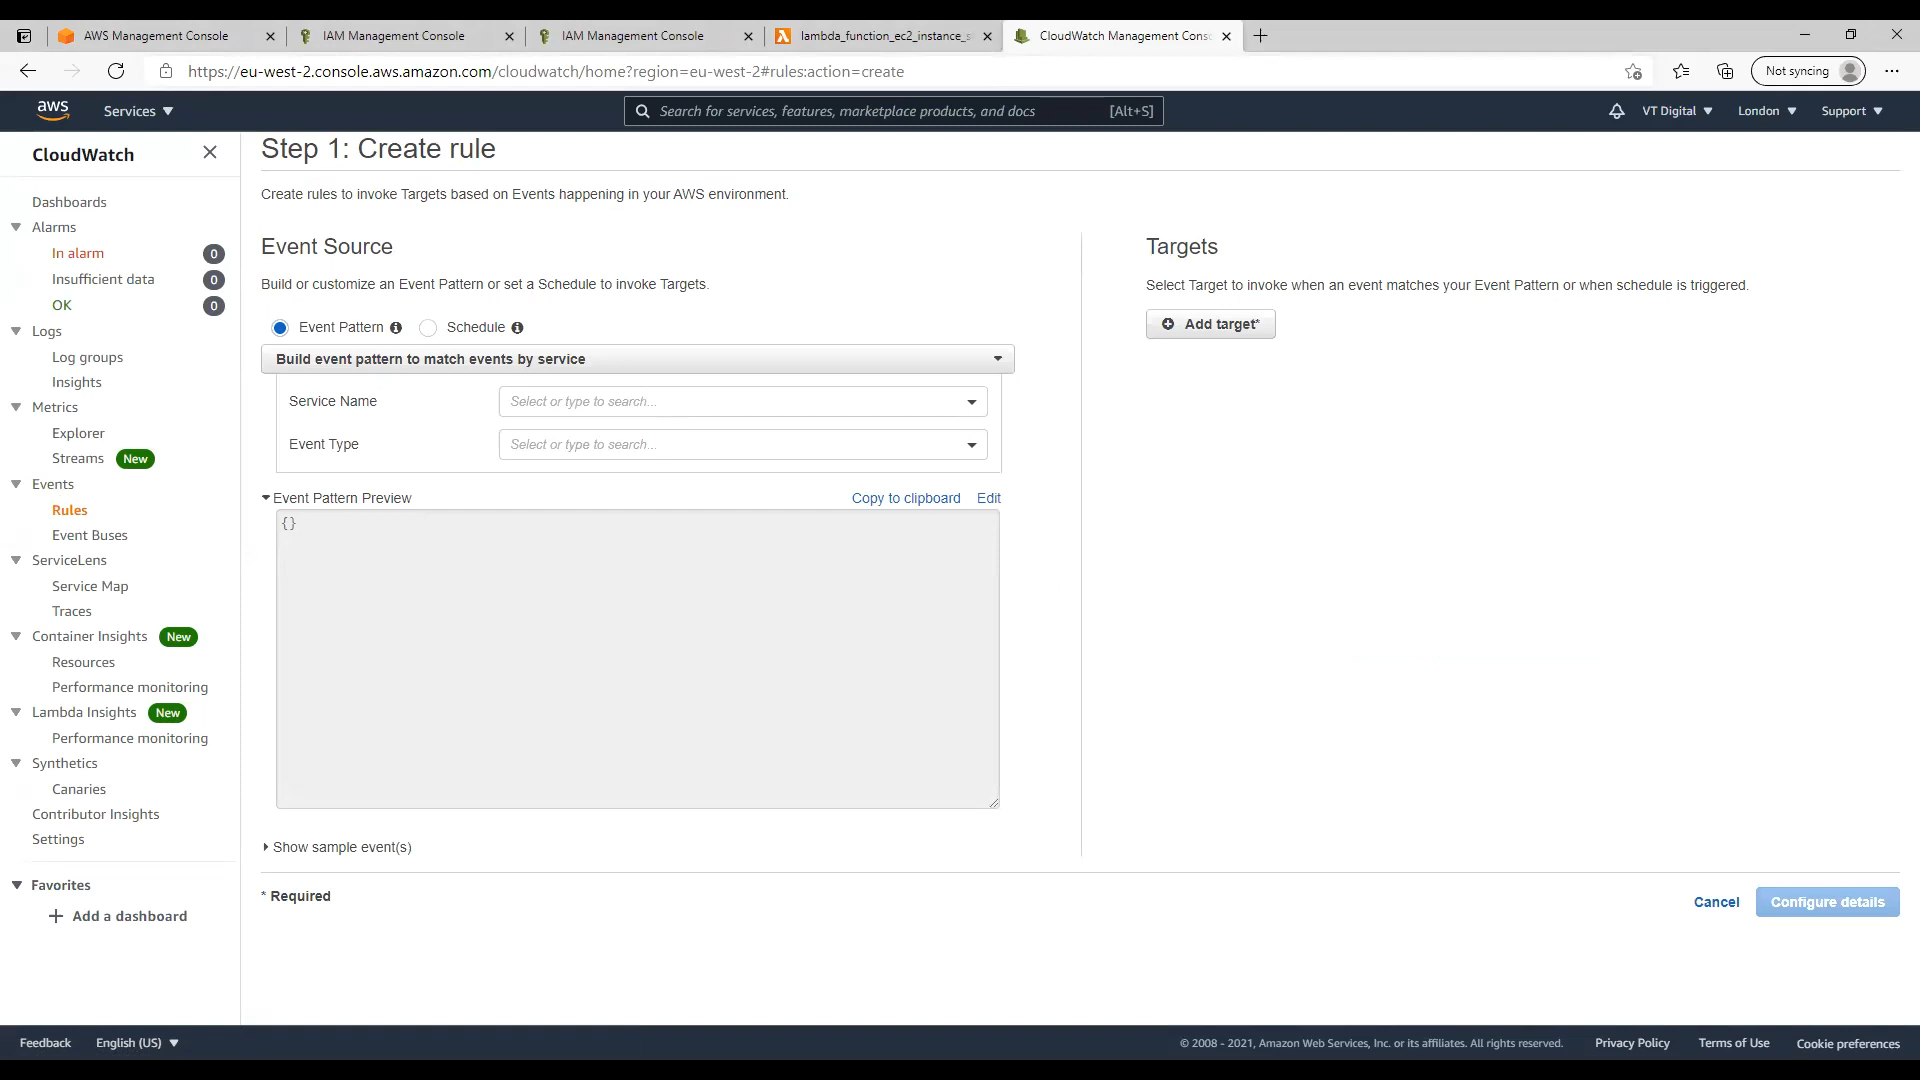 AWS Management Console
IAM Management Console
IAM Management Console
lambda_function_ec2_instance_s
CloudWatch Management Cons
https://eu-west-2.console.aws.amazon.com/cloudwatch/home?region=eu-west-2#rules:action=create
Not syncing
aws
Services
Search for services, features, marketplace products, and docs
[Alt+S]
VT Digital
London
Support
CloudWatch
Dashboards
Alarms
In alarm 0
Insufficient data 0
OK 0
Logs
Log groups
Insights
Metrics
Explorer
Streams New
Events
Rules
Event Buses
ServiceLens
Service Map
Traces
Container Insights New
Resources
Performance monitoring
Lambda Insights New
Performance monitoring
Synthetics
Canaries
Contributor Insights
Settings
Favorites
Add a dashboard
Step 1: Create rule
Create rules to invoke Targets based on Events happening in your AWS environment.
Event Source
Build or customize an Event Pattern or set a Schedule to invoke Targets.
Event Pattern
Schedule
Build event pattern to match events by service
Service Name
Select or type to search...
Event Type
Select or type to search...
Event Pattern Preview
Copy to clipboard
Edit
{}
Show sample event(s)
* Required
Targets
Select Target to invoke when an event matches your Event Pattern or when schedule is triggered.
Add target*
Cancel
Configure details
Feedback
English (US)
© 2008 - 2021, Amazon Web Services, Inc. or its affiliates. All rights reserved.
Privacy Policy
Terms of Use
Cookie preferences